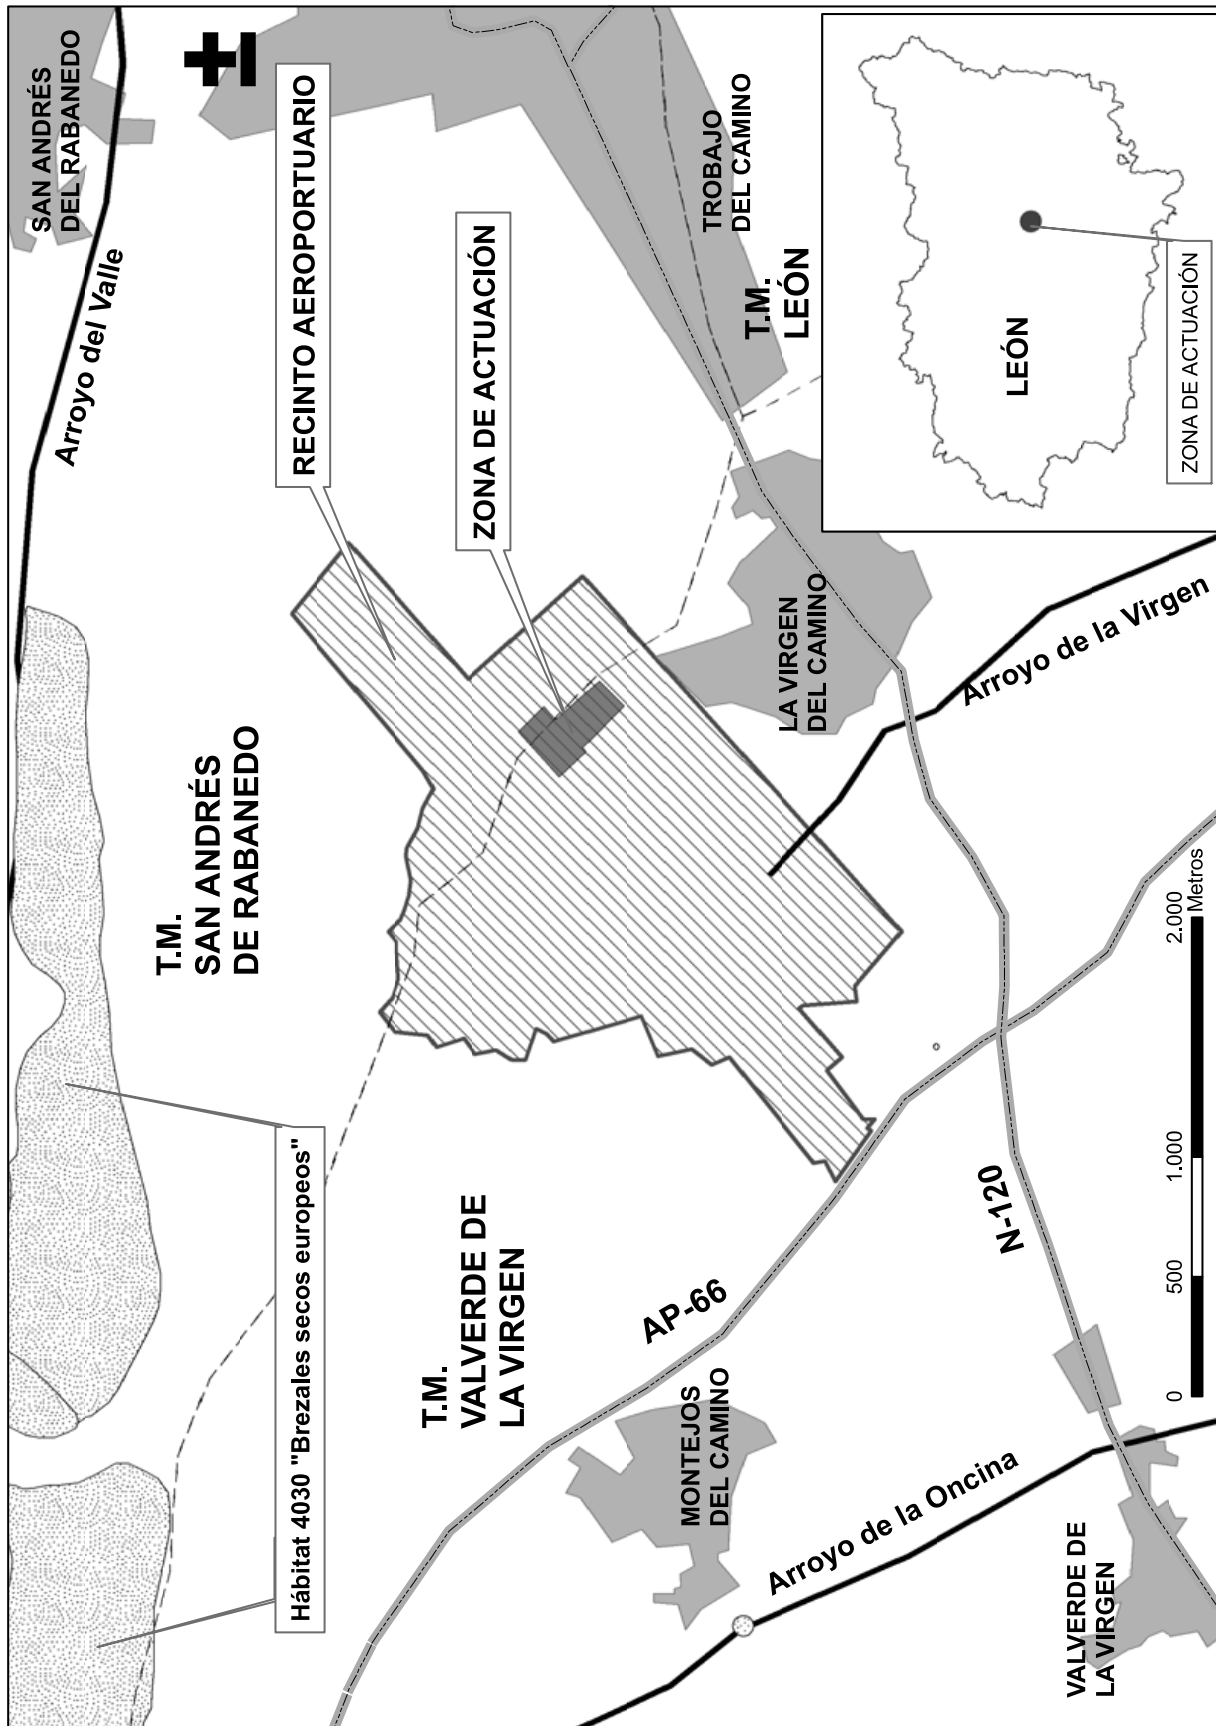 SAN ANDRÉS
DEL RABANEDO
Arroyo del Valle
RECINTO AEROPORTUARIO
ZONA DE ACTUACIÓN
TROBAJO
DEL CAMINO
T.M.
LEÓN
LEÓN
ZONA DE ACTUACIÓN
T.M.
SAN ANDRÉS
DE RABANEDO
LA VIRGEN
DEL CAMINO
Arroyo de la Virgen
Hábitat 4030 "Brezales secos europeos"
T.M.
VALVERDE DE
LA VIRGEN
AP-66
N-120
MONTEJOS
DEL CAMINO
Arroyo de la Oncina
VALVERDE DE
LA VIRGEN
0 500 1.000 2.000
Metros